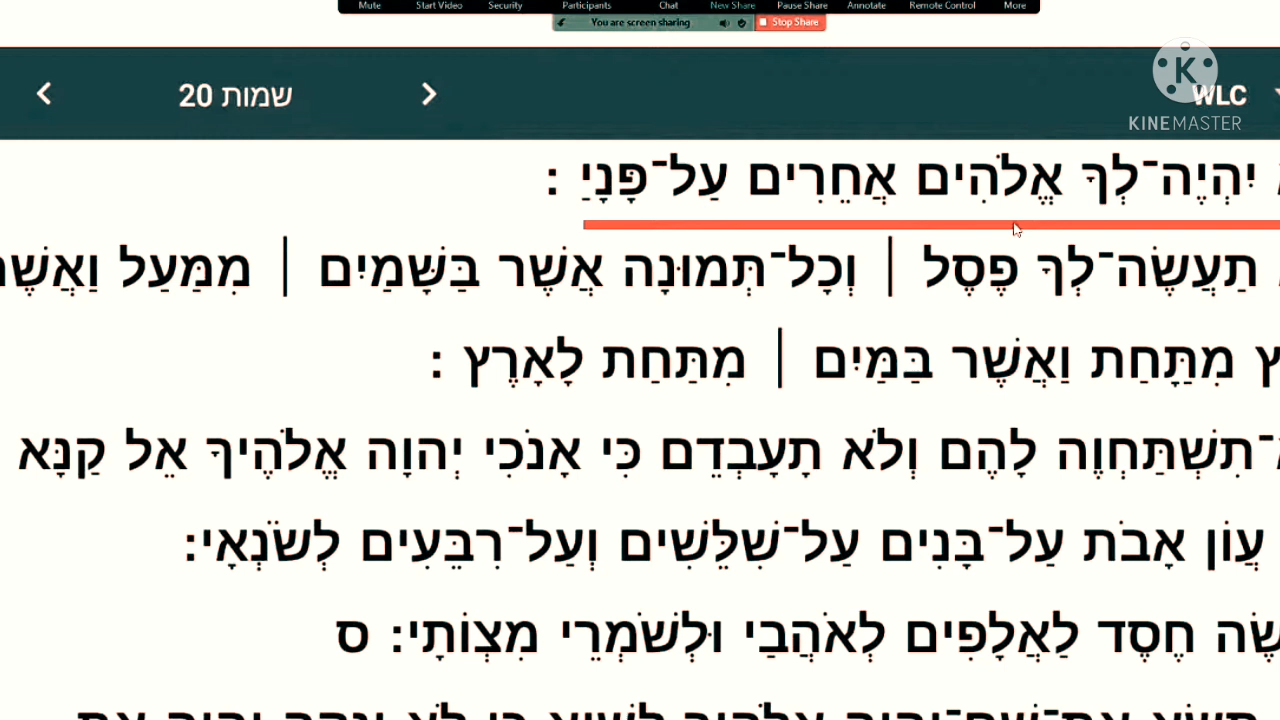 Mute Start Video Security Participants Chat New Share Pause Share Annotate Remote Control More
You are screen sharing Stop Share
שמות 20
WLC
KINEMASTER
יִהְיֶה־לְךָ אֱלֹהִים אֲחֵרִים עַל־פָּנָיַ :
תַעֲשֶׂה־לְךָ פֶסֶל | וְכָל־תְּמוּנָה אֲשֶׁר בַּשָּׁמַיִם | מִמַּעַל
מִתַָּחַת וַאֲשֶׁר בַּמַּיִם | מִתַּחַת לָאָרֶץ :
תִשְׁתַּחְוֶה לָהֶם וְלֹא תָעָבְדֵם כִּי אָנֹכִי יְהוָה אֱלֹהֶיךָ אֵל קַנָּא
עֲוֺן אָבֹת עַל־בָּנִים עַל־שִׁלֵּשִׁים וְעַל־רִבֵּעִים לְשֹׂנְאָי׃
חֶסֶד לַאֲלָפִים לְאֹהֲבַי וּלְשֹׁמְרֵי מִצְוֺתָי׃ ס